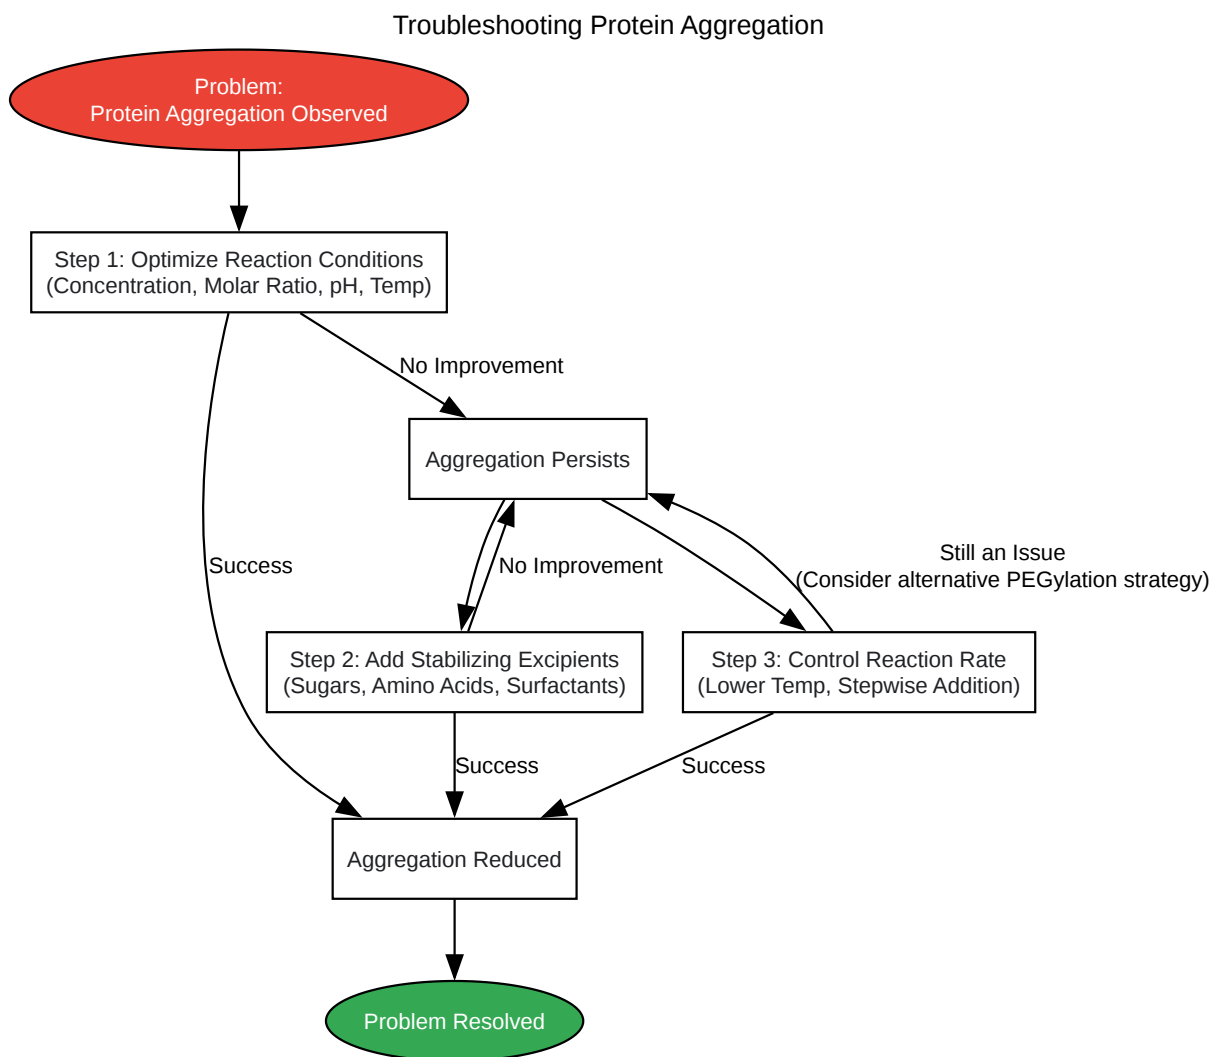 Troubleshooting Protein Aggregation
Problem:
Protein Aggregation Observed
Step 1: Optimize Reaction Conditions
(Concentration, Molar Ratio, pH, Temp)
No Improvement
Aggregation Persists
Success
No Improvement
Still an Issue
(Consider alternative PEGylation strategy)
Step 2: Add Stabilizing Excipients
(Sugars, Amino Acids, Surfactants)
Step 3: Control Reaction Rate
(Lower Temp, Stepwise Addition)
Success
Success
Aggregation Reduced
Problem Resolved